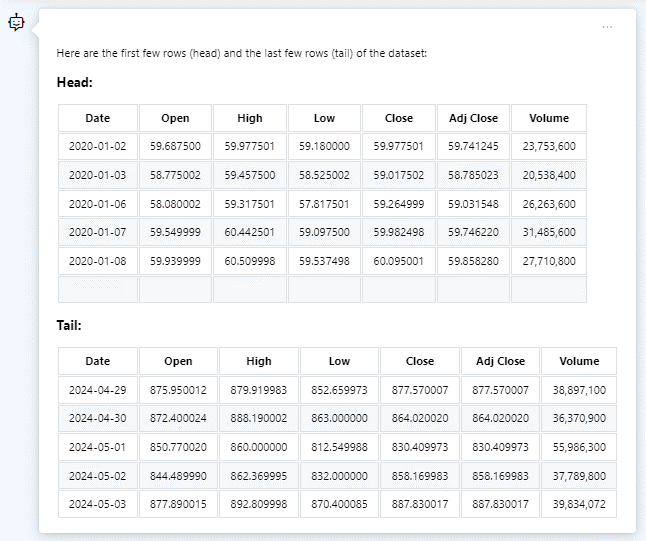 Here are the first few rows (head) and the last few rows (tail) of the dataset:
Head:
Date Open High Low Close Adj Close Volume
2020-01-02 59.687500 59.977501 59.180000 59.977501 59.741245 23,753,600
2020-01-03 58.775002 59.457500 58.525002 59.017502 58.785023 20,538,400
2020-01-06 58.080002 59.317501 57.817501 59.264999 59.031548 26,263,600
2020-01-07 59.549999 60.442501 59.097500 59.982498 59.746220 31,485,600
2020-01-08 59.939999 60.509998 59.537498 60.095001 59.858280 27,710,800
Tail:
Date Open High Low Close Adj Close Volume
2024-04-29 875.950012 879.919983 852.659973 877.570007 877.570007 38,897,100
2024-04-30 872.400024 888.190002 863.000000 864.020020 864.020020 36,370,900
2024-05-01 850.770020 860.000000 812.549988 830.409973 830.409973 55,986,300
2024-05-02 844.489990 862.369995 832.000000 858.169983 858.169983 37,789,800
2024-05-03 877.890015 892.809998 870.400085 887.830017 887.830017 39,834,072